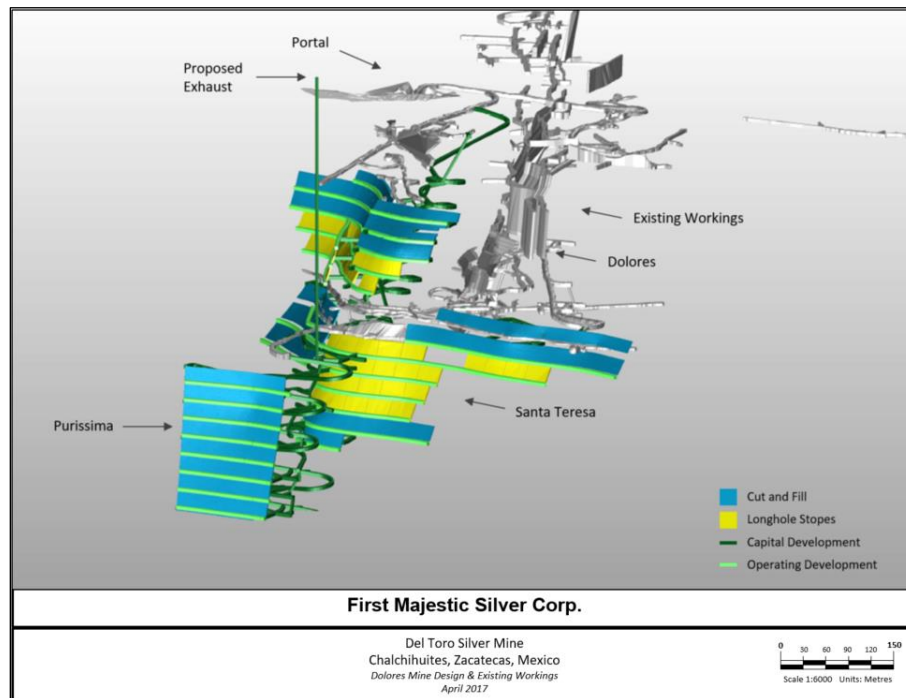 Portal
Proposed
Exhaust
Existing Workings
Dolores
Santa Teresa
Purissima
Cut and Fill
Longhole Stopes
Capital Development
Operating Development
First Majestic Silver Corp.
Del Toro Silver Mine
Chalchihuites, Zacatecas, Mexico
Dolores Mine Design & Existing Workings
April 2017
0 30 60 90 120 150
Scale 1:6000 Units: Metres